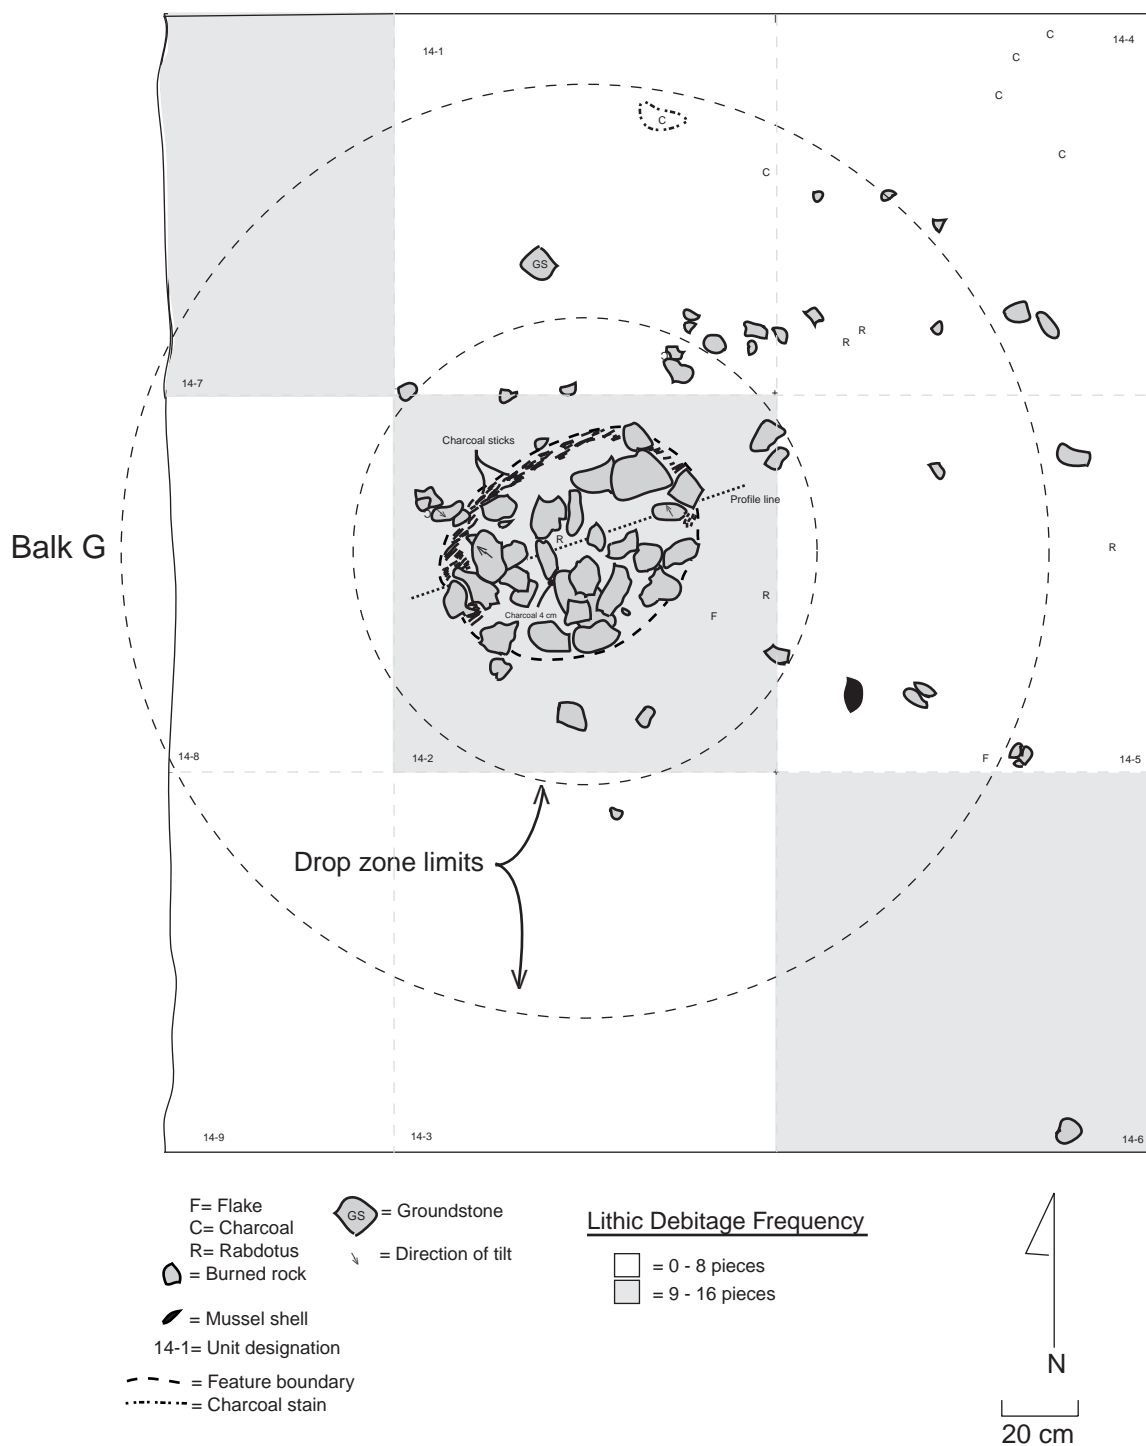 14-1
C
14-4
C
C
C
C
C
GS
R
R
C
14-7
Charcoal sticks
Profile line
C
R
Balk G
R
R
Charcoal 4 cm
F
14-8
14-2
F
14-5
Drop zone limits
14-9
14-3
14-6
F= Flake
C= Charcoal
R= Rabdotus
= Burned rock
= Mussel shell
14-1= Unit designation
= Feature boundary
= Charcoal stain
GS = Groundstone
= Direction of tilt
Lithic Debitage Frequency
= 0 - 8 pieces
= 9 - 16 pieces
N
20 cm